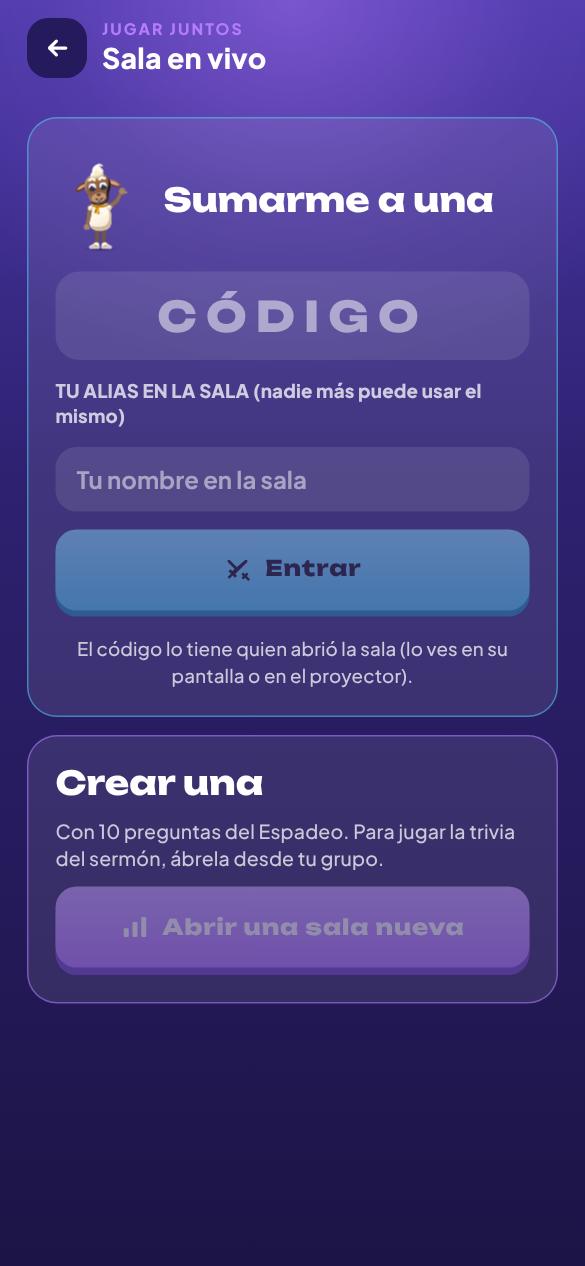 JUGAR JUNTOS
Sala en vivo
Sumarme a una
CÓDIGO
TU ALIAS EN LA SALA (nadie más puede usar el
mismo)
Tu nombre en la sala
Entrar
El código lo tiene quien abrió la sala (lo ves en su
pantalla o en el proyector).
Crear una
Con 10 preguntas del Espadeo. Para jugar la trivia
del sermón, ábrela desde tu grupo.
Abrir una sala nueva